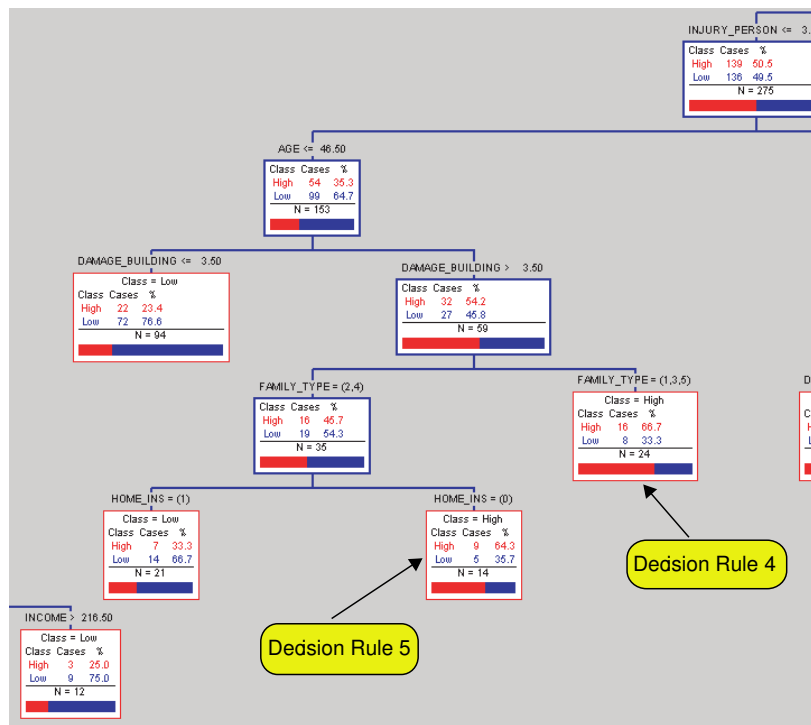 INJURY_PERSON <= 3.
Class Cases %
High 139 50.5
Low 136 49.5
N = 275
AGE <= 46.50
Class Cases %
High 54 35.3
Low 99 64.7
N = 153
DAMAGE_BUILDING <= 3.50
Class = Low
Class Cases %
High 22 23.4
Low 72 76.6
N = 94
DAMAGE_BUILDING > 3.50
Class Cases %
High 32 54.2
Low 27 45.8
N = 59
FAMILY_TYPE = (2,4)
Class Cases %
High 16 45.7
Low 19 54.3
N = 35
FAMILY_TYPE = (1,3,5)
Class = High
Class Cases %
High 16 66.7
Low 8 33.3
N = 24
HOME_INS = (1)
Class = Low
Class Cases %
High 7 33.3
Low 14 66.7
N = 21
HOME_INS = (0)
Class = High
Class Cases %
High 9 64.3
Low 5 35.7
N = 14
Decision Rule 4
Decision Rule 5
INCOME > 216.50
Class = Low
Class Cases %
High 3 25.0
Low 9 75.0
N = 12